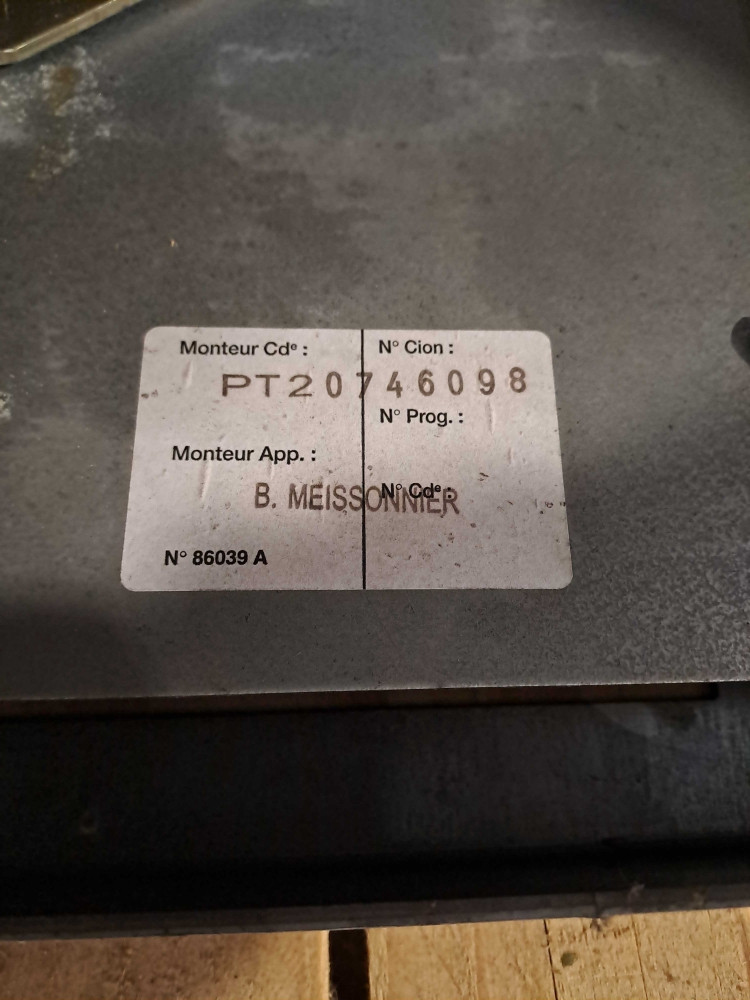 Monteur Cdᵉ : N° Cion :
PT20746098
N° Prog. :
Monteur App. :
N° Cdᵉ :
B. MEISSONNIER
N° 86039 A